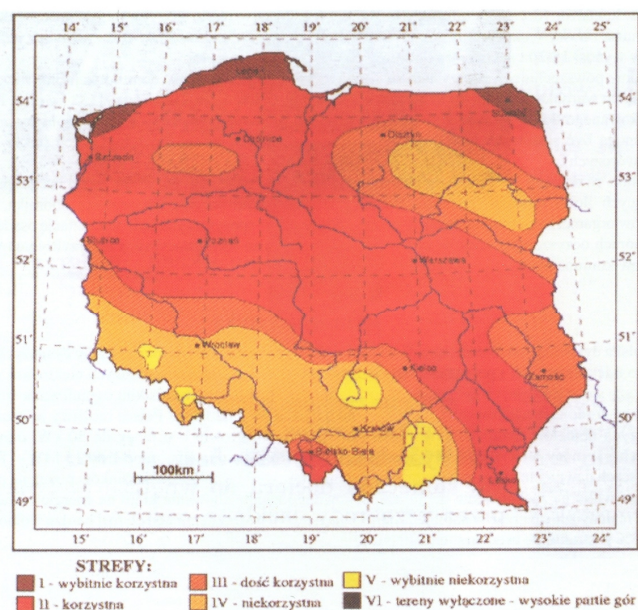 14° 15° 16° 17° 18° 19° 20° 21° 22° 23° 24° 25°
54° 54°
Olsztyn
Szczecin
53° 53°
Poznań
52° Warszawa 52°
51° Wrocław Kielce 51°
Zamość
50° Kraków 50°
Bielsko-Biała
100km
49° 49°
15° 16° 17° 18° 19° 20° 21° 22° 23° 24°
STREFY:
I - wybitnie korzystna III - dość korzystna V - wybitnie niekorzystna
II - korzystna IV - niekorzystna VI - tereny wyłączone - wysokie partie gór